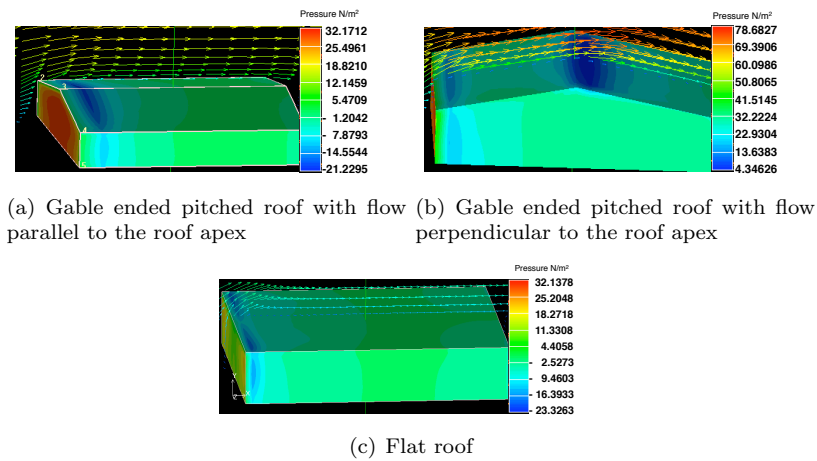 Pressure N/m²
32.1712
25.4961
18.8210
12.1459
5.4709
- 1.2042
- 7.8793
- 14.5544
-21.2295
2
3
4
5
Pressure N/m²
78.6827
69.3906
60.0986
50.8065
41.5145
32.2224
22.9304
13.6383
4.34626
(a) Gable ended pitched roof with flow
parallel to the roof apex
(b) Gable ended pitched roof with flow
perpendicular to the roof apex
Pressure N/m²
32.1378
25.2048
18.2718
11.3308
4.4058
- 2.5273
- 9.4603
- 16.3933
- 23.3263
Y
Z
X
(c) Flat roof